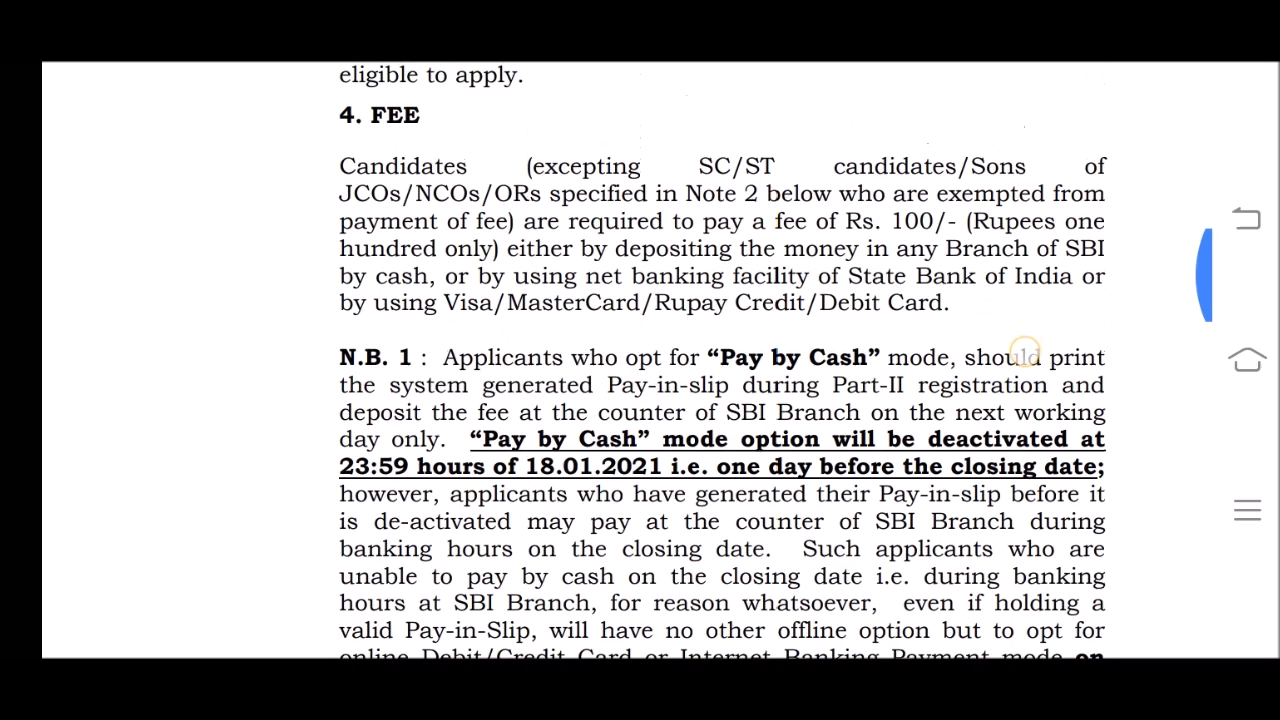 eligible to apply.
4. FEE
Candidates (excepting SC/ST candidates/Sons of
JCOs/NCOs/ORs specified in Note 2 below who are exempted from
payment of fee) are required to pay a fee of Rs. 100/- (Rupees one
hundred only) either by depositing the money in any Branch of SBI
by cash, or by using net banking facility of State Bank of India or
by using Visa/MasterCard/Rupay Credit/Debit Card.
N.B. 1 : Applicants who opt for “Pay by Cash” mode, should print
the system generated Pay-in-slip during Part-II registration and
deposit the fee at the counter of SBI Branch on the next working
day only. “Pay by Cash” mode option will be deactivated at
23:59 hours of 18.01.2021 i.e. one day before the closing date;
however, applicants who have generated their Pay-in-slip before it
is de-activated may pay at the counter of SBI Branch during
banking hours on the closing date. Such applicants who are
unable to pay by cash on the closing date i.e. during banking
hours at SBI Branch, for reason whatsoever, even if holding a
valid Pay-in-Slip, will have no other offline option but to opt for
online Debit/Credit Card or Internet Banking Payment mode on